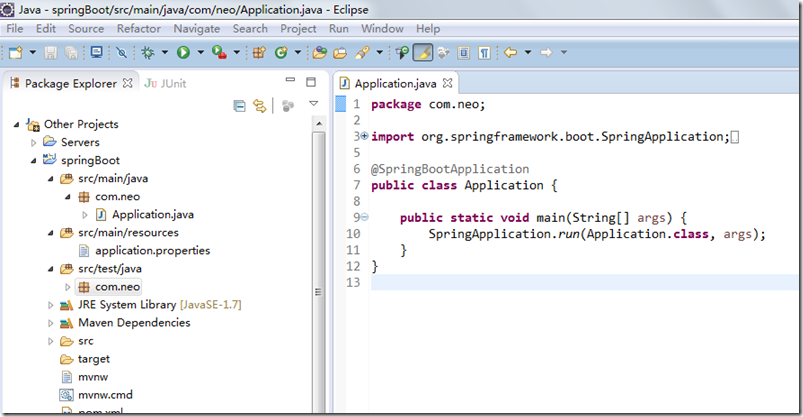 Java - springBoot/src/main/java/com/neo/Application.java - Eclipse
File Edit Source Refactor Navigate Search Project Run Window Help
Package Explorer
JUnit
Other Projects
Servers
springBoot
src/main/java
com.neo
Application.java
src/main/resources
application.properties
src/test/java
com.neo
JRE System Library [JavaSE-1.7]
Maven Dependencies
src
target
mvnw
mvnw.cmd
pom.xml
Application.java
1 package com.neo;
2
3 import org.springframework.boot.SpringApplication;
5
6 @SpringBootApplication
7 public class Application {
8
9 public static void main(String[] args) {
10 SpringApplication.run(Application.class, args);
11 }
12 }
13